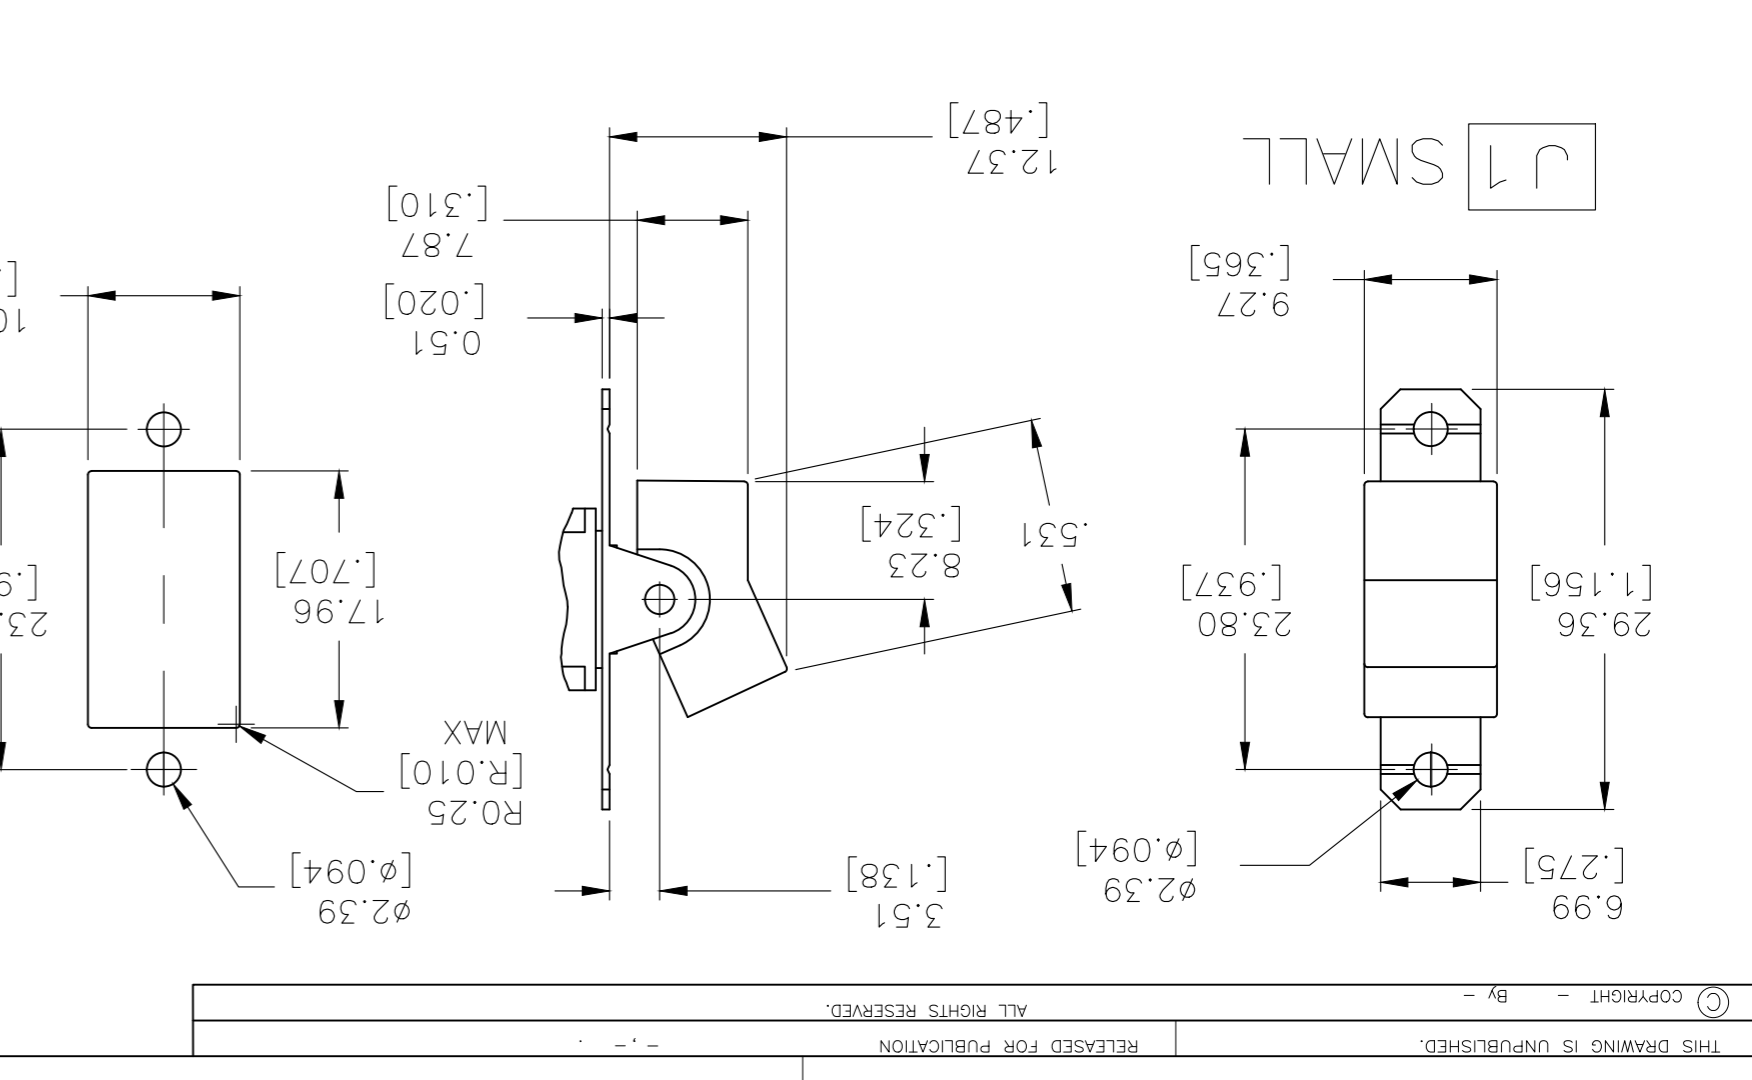 THIS DRAWING IS UNPUBLISHED.
RELEASED FOR PUBLICATION
- ,- .
© COPYRIGHT - By -
ALL RIGHTS RESERVED.
6.99
[.275]
ø2.39
[ø.094]
3.51
[.138]
ø2.39
[ø.094]
R0.25
[R.010]
MAX
29.36
[1.156]
23.80
[.937]
.531
8.23
[.324]
17.96
[.707]
9.27
[.365]
0.51
[.020]
7.87
[.310]
12.37
[.487]
J1 SMALL